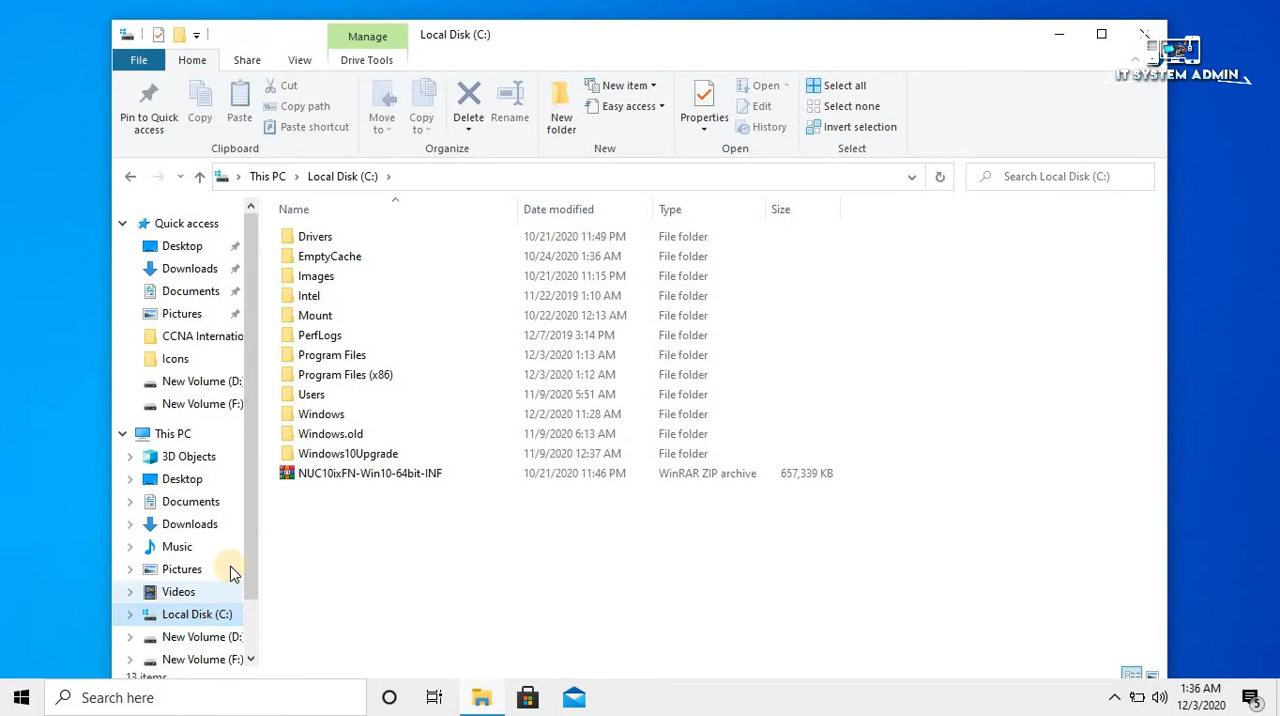 Manage
Local Disk (C:)
File
Home
Share
View
Drive Tools
IT SYSTEM ADMIN
Pin to Quick access
Copy
Paste
Cut
Copy path
Paste shortcut
Clipboard
Move to
Copy to
Delete
Rename
Organize
New folder
New item
Easy access
New
Properties
Open
Edit
History
Open
Select all
Select none
Invert selection
Select
This PC > Local Disk (C:) >
Search Local Disk (C:)
Name Date modified Type Size
Quick access
Desktop
Downloads
Documents
Pictures
CCNA Internatio
Icons
New Volume (D:
New Volume (F:)
This PC
3D Objects
Desktop
Documents
Downloads
Music
Pictures
Videos
Local Disk (C:)
New Volume (D:
New Volume (F:)
Drivers 10/21/2020 11:49 PM File folder
EmptyCache 10/24/2020 1:36 AM File folder
Images 10/21/2020 11:15 PM File folder
Intel 11/22/2019 1:10 AM File folder
Mount 10/22/2020 12:13 AM File folder
PerfLogs 12/7/2019 3:14 PM File folder
Program Files 12/3/2020 1:13 AM File folder
Program Files (x86) 12/3/2020 1:12 AM File folder
Users 11/9/2020 5:51 AM File folder
Windows 12/2/2020 11:28 AM File folder
Windows.old 11/9/2020 6:13 AM File folder
Windows10Upgrade 11/9/2020 12:37 AM File folder
NUC10ixFN-Win10-64bit-INF 10/21/2020 11:46 PM WinRAR ZIP archive 657,339 KB
13 items
Search here
1:36 AM
12/3/2020
5